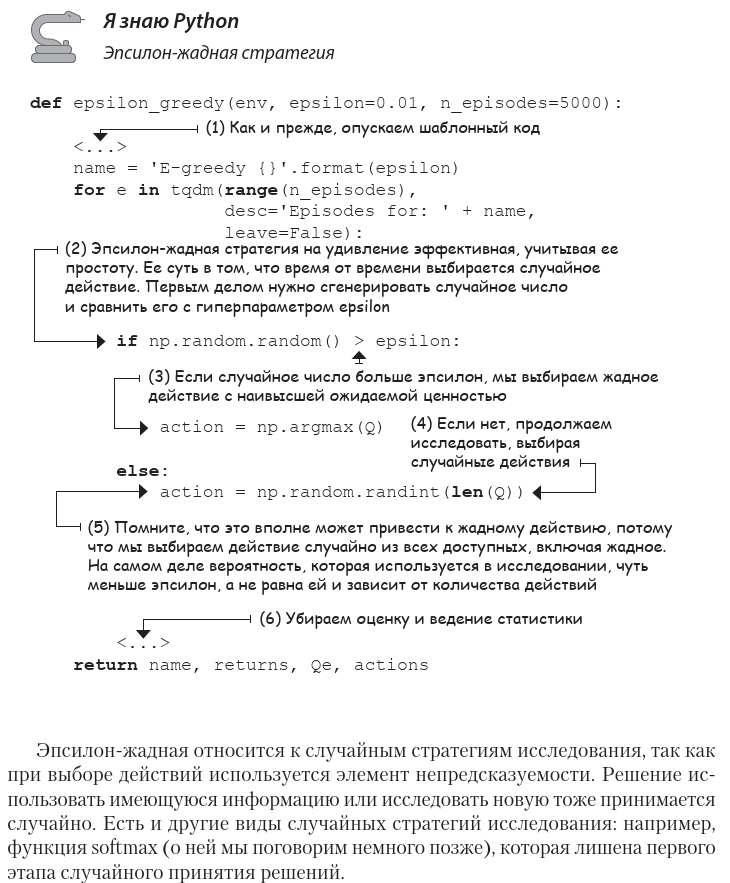 Я знаю Python
Эпсилон-жадная стратегия
def epsilon_greedy(env, epsilon=0.01, n_episodes=5000):
(1) Как и прежде, опускаем шаблонный код
<...>
name = 'E-greedy {}'.format(epsilon)
for e in tqdm(range(n_episodes),
desc='Episodes for: ' + name,
leave=False):
(2) Эпсилон-жадная стратегия на удивление эффективная, учитывая ее
простоту. Ее суть в том, что время от времени выбирается случайное
действие. Первым делом нужно сгенерировать случайное число
и сравнить его с гиперпараметром epsilon
if np.random.random() > epsilon:
(3) Если случайное число больше эпсилон, мы выбираем жадное
действие с наивысшей ожидаемой ценностью
action = np.argmax(Q)
(4) Если нет, продолжаем
исследовать, выбирая
случайные действия
else:
action = np.random.randint(len(Q))
(5) Помните, что это вполне может привести к жадному действию, потому
что мы выбираем действие случайно из всех доступных, включая жадное.
На самом деле вероятность, которая используется в исследовании, чуть
меньше эпсилон, а не равна ей и зависит от количества действий
(6) Убираем оценку и ведение статистики
<...>
return name, returns, Qe, actions
Эпсилон-жадная относится к случайным стратегиям исследования, так как
при выборе действий используется элемент непредсказуемости. Решение ис-
пользовать имеющуюся информацию или исследовать новую тоже принимается
случайно. Есть и другие виды случайных стратегий исследования: например,
функция softmax (о ней мы поговорим немного позже), которая лишена первого
этапа случайного принятия решений.